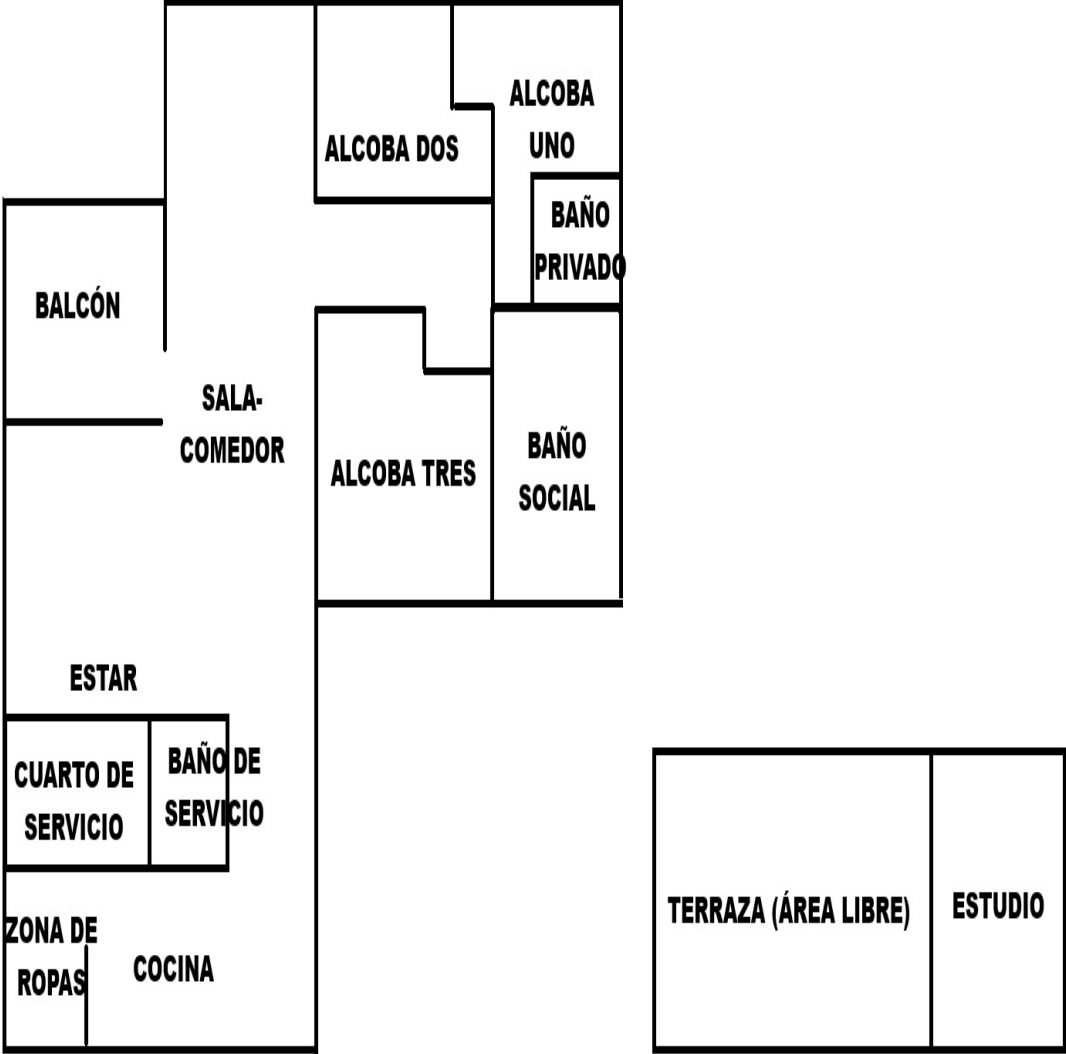 ALCOBA
UNO
ALCOBA DOS
BAÑO
PRIVADO
BALCÓN
SALA-
COMEDOR
ALCOBA TRES
BAÑO
SOCIAL
ESTAR
CUARTO DE
SERVICIO
BAÑO DE
SERVICIO
ZONA DE
ROPAS
COCINA
TERRAZA (ÁREA LIBRE)
ESTUDIO